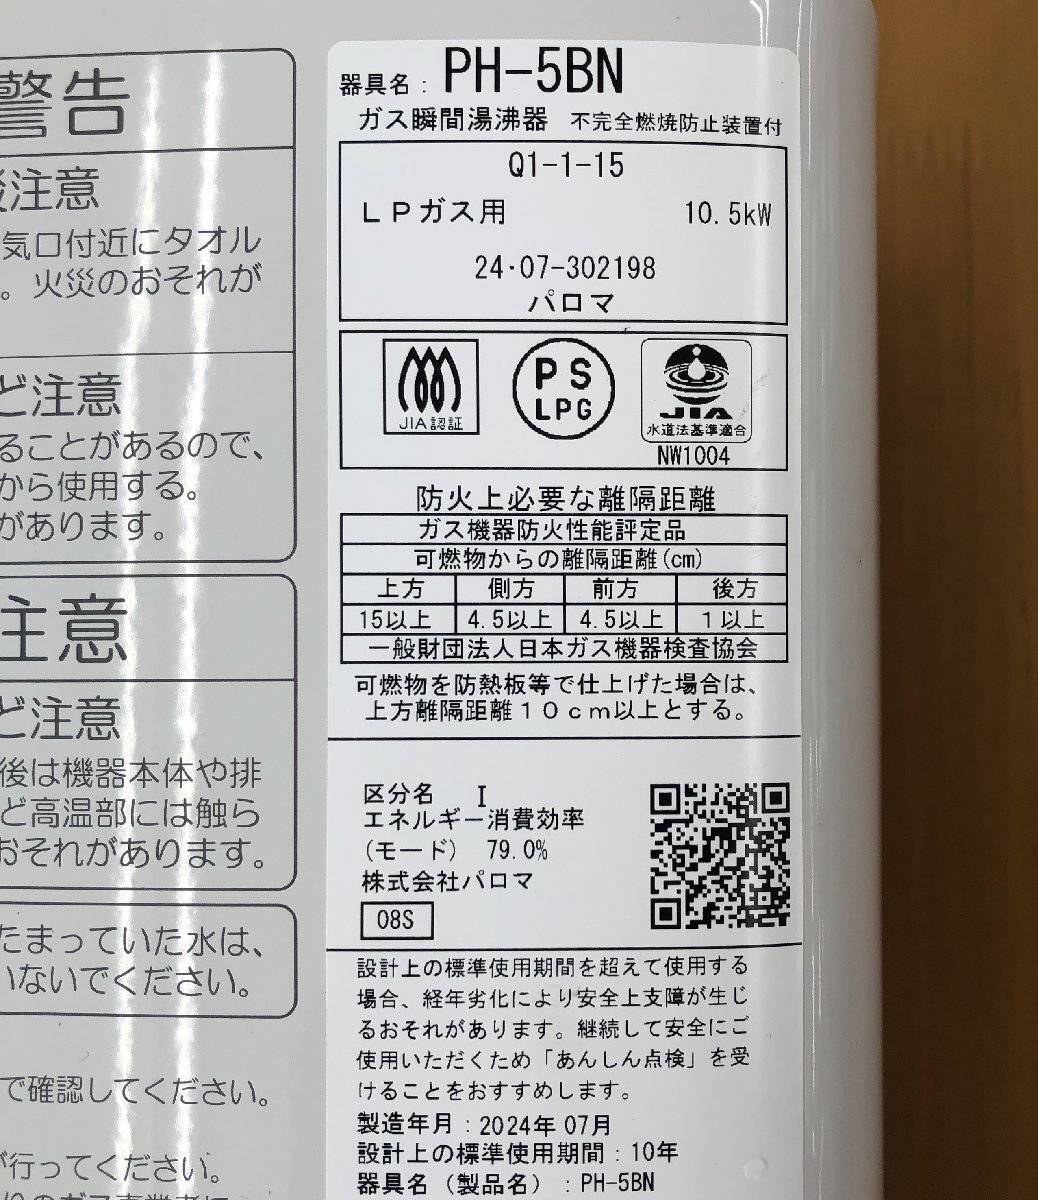 警告
注意
気口付近にタオル
。火災のおそれが
ど注意
ることがあるので、
から使用する。
があります。
注意
ど注意
後は機器本体や排
ど高温部には触ら
おそれがあります。
たまっていた水は、
いないでください。
で確認してください。
が行ってください。
器具名：PH-5BN
ガス瞬間湯沸器 不完全燃焼防止装置付
Q1-1-15
LPガス用 10.5kW
24・07-302198
パロマ
JIA認証
PS
LPG
JIA
水道法基準適合
NW1004
防火上必要な離隔距離
ガス機器防火性能評定品
可燃物からの離隔距離(cm)
上方 側方 前方 後方
15以上 4.5以上 4.5以上 1以上
一般財団法人日本ガス機器検査協会
可燃物を防熱板等で仕上げた場合は、
上方離隔距離10cm以上とする。
区分名 I
エネルギー消費効率
(モード) 79.0%
株式会社パロマ
08S
設計上の標準使用期間を超えて使用する
場合、経年劣化により安全上支障が生じ
るおそれがあります。継続して安全にご
使用いただくため「あんしん点検」を受
けることをおすすめします。
製造年月：2024年07月
設計上の標準使用期間：10年
器具名（製品名）：PH-5BN